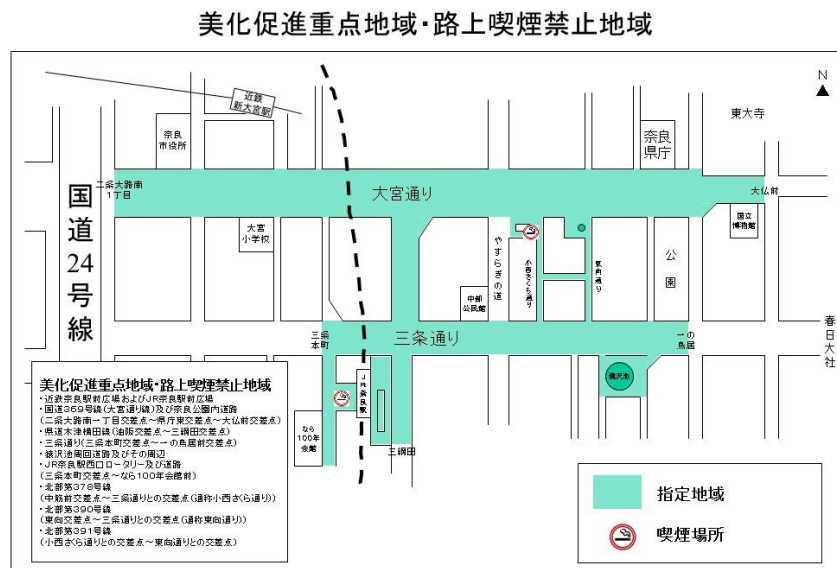 美化促進重点地域・路上喫煙禁止地域
N
近鉄
新大宮駅
奈良
市役所
奈良
県庁
東大寺
二条大路南
1丁目
大宮通り
大仏前
国道24号線
大宮
小学校
やすらぎの道
小西さくら通り
東向通り
公園
国立
博物館
中部
公民館
三条
本町
三条通り
一の
鳥居
春日大社
猿沢池
JR奈良駅
なら
100年
会館
三綱田
美化促進重点地域・路上喫煙禁止地域
・近鉄奈良駅前広場およびJR奈良駅前広場
・国道369号線(大宮通り線)及び奈良公園内道路
(二条大路南一丁目交差点～県庁東交差点～大仏前交差点)
・県道木津横田線(油阪交差点～三綱田交差点)
・三条通り(三条本町交差点～一の鳥居前交差点)
・猿沢池周回道路及びその周辺
・JR奈良駅西口ロータリー及び道路
(三条本町交差点～なら100年会館前)
・北部第378号線
(中筋前交差点～三条通りとの交差点(通称小西さくら通り))
・北部第390号線
(東向交差点～三条通りとの交差点(通称東向通り))
・北部第391号線
(小西さくら通りとの交差点～東向通りとの交差点)
指定地域
喫煙場所